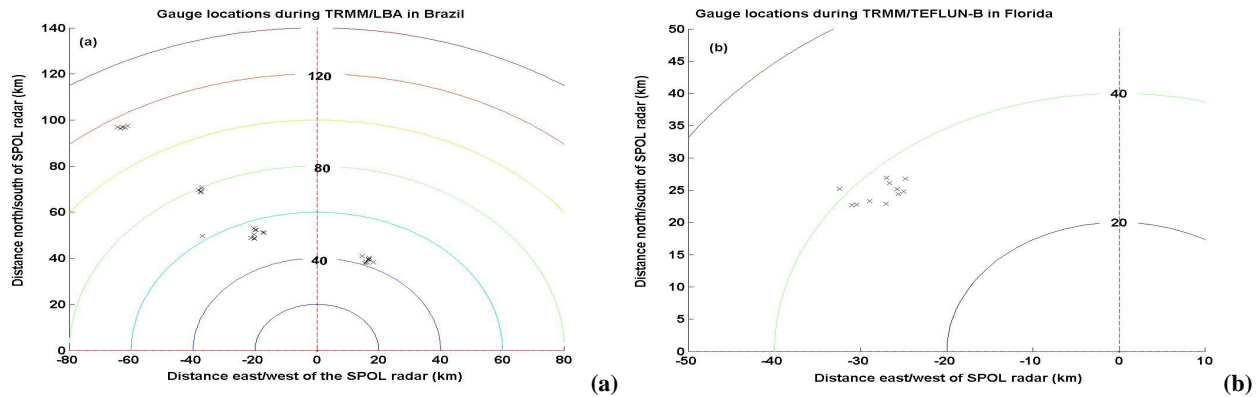 Gauge locations during TRMM/LBA in Brazil
(a)
Distance north/south of SPOL radar (km)
140
120
100
80
60
40
20
0
120
80
40
-80 -60 -40 -20 0 20 40 60 80
Distance east/west of the SPOL radar (km)
(a)
Gauge locations during TRMM/TEFLUN-B in Florida
(b)
Distance north/south of SPOL radar (km)
50
45
40
35
30
25
20
15
10
5
0
40
20
-50 -40 -30 -20 -10 0 10
Distance east/west of SPOL radar (km)
(b)